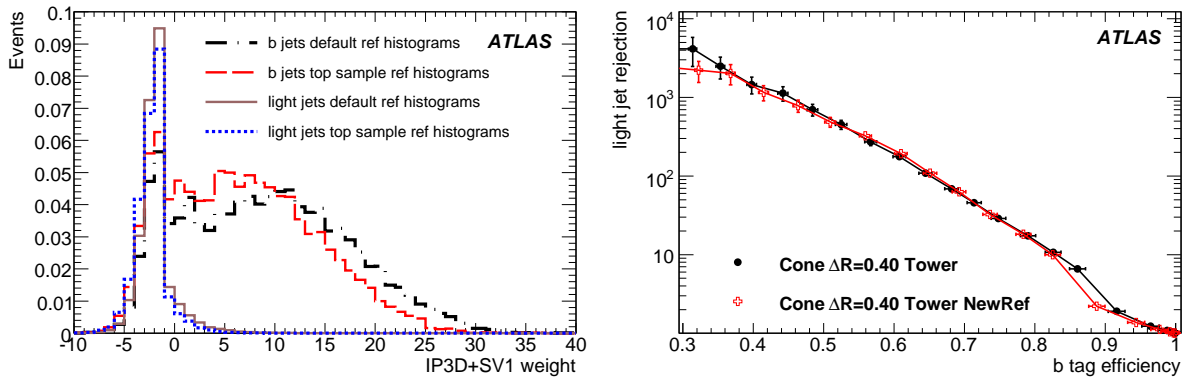 Events
0.1
0.09
0.08
0.07
0.06
0.05
0.04
0.03
0.02
0.01
0
-10 -5 0 5 10 15 20 25 30 35 40
IP3D+SV1 weight
ATLAS
b jets default ref histograms
b jets top sample ref histograms
light jets default ref histograms
light jets top sample ref histograms
light jet rejection
10⁴
10³
10²
10
0.3 0.4 0.5 0.6 0.7 0.8 0.9 1
b tag efficiency
ATLAS
Cone ΔR=0.40 Tower
Cone ΔR=0.40 Tower NewRef